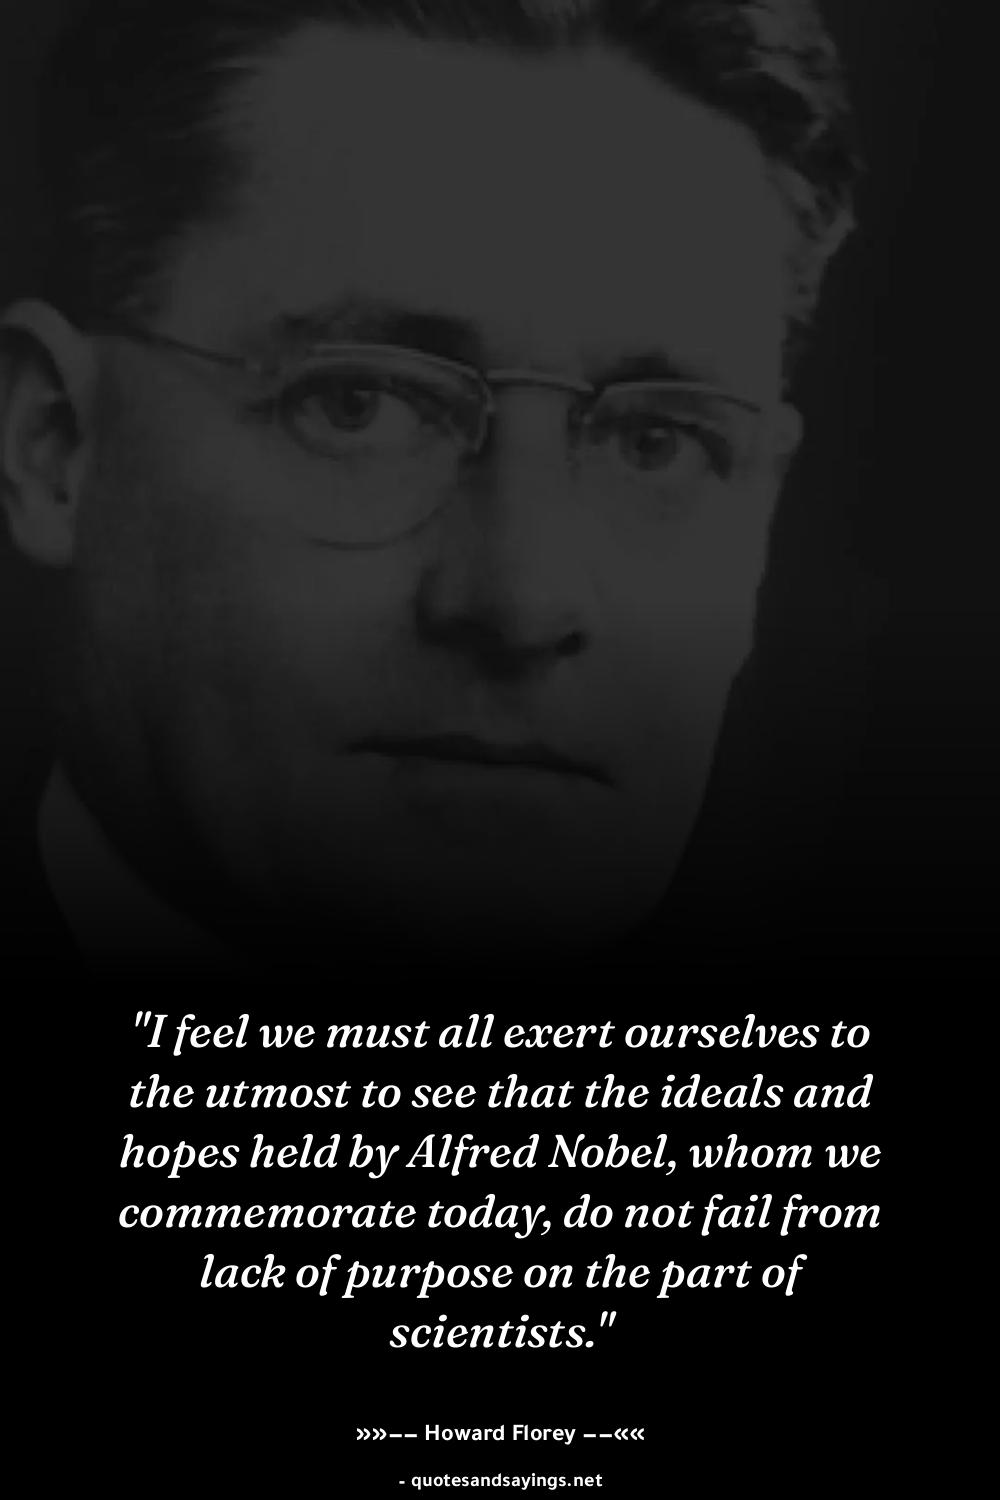 "I feel we must all exert ourselves to
the utmost to see that the ideals and
hopes held by Alfred Nobel, whom we
commemorate today, do not fail from
lack of purpose on the part of
scientists."
»»−− Howard Florey −−««
- quotesandsayings.net